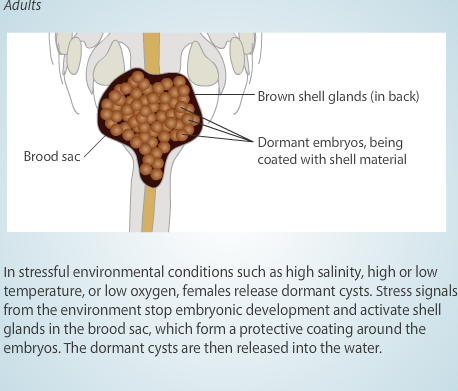 Adults
Brown shell glands (in back)
Dormant embryos, being
coated with shell material
Brood sac
In stressful environmental conditions such as high salinity, high or low
temperature, or low oxygen, females release dormant cysts. Stress signals
from the environment stop embryonic development and activate shell
glands in the brood sac, which form a protective coating around the
embryos. The dormant cysts are then released into the water.